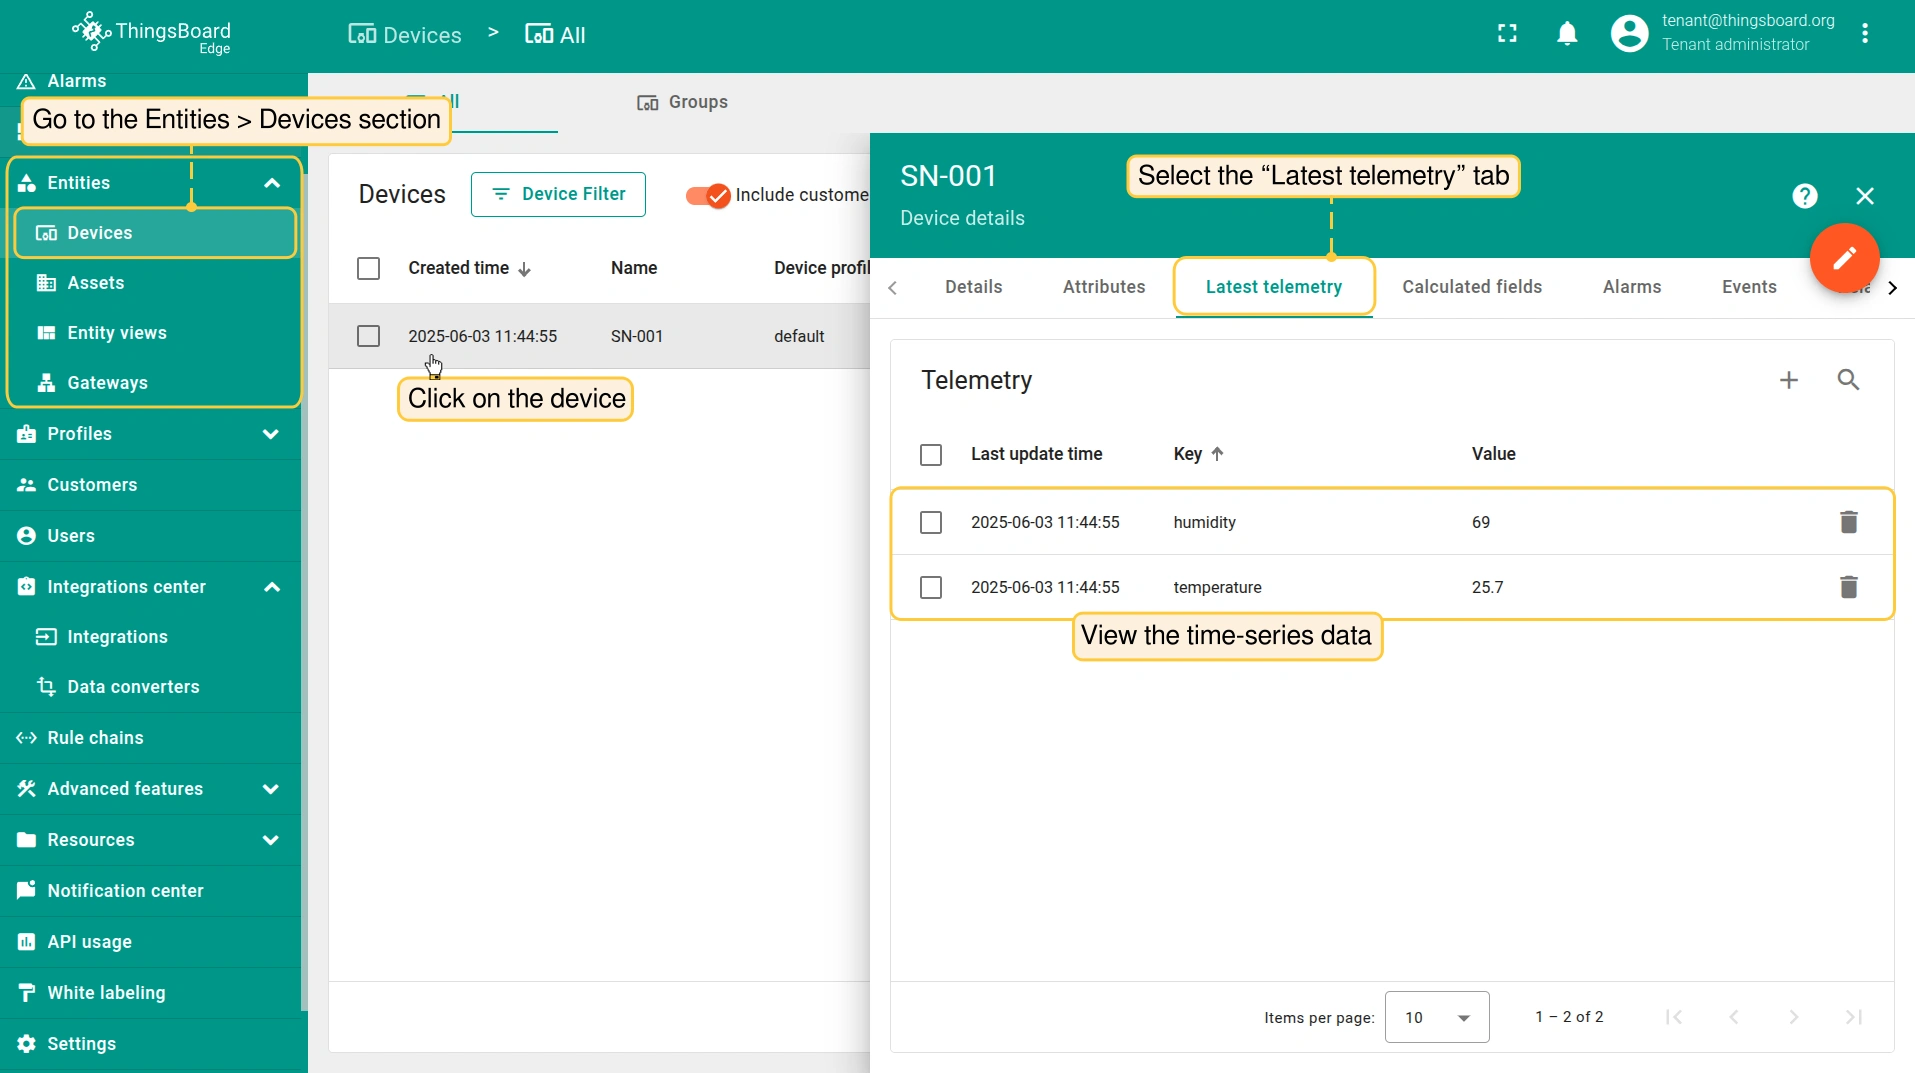 ThingsBoard
Edge
Devices > All
tenant@thingsboard.org
Tenant administrator
Alarms
Go to the Entities > Devices section
Entities
Devices
Assets
Entity views
Gateways
Profiles
Customers
Users
Integrations center
Integrations
Data converters
Rule chains
Advanced features
Resources
Notification center
API usage
White labeling
Settings
Groups
Devices
Device Filter
Include custome
Created time
Name
Device profil
2025-06-03 11:44:55
SN-001
default
Click on the device
SN-001
Device details
Select the “Latest telemetry” tab
Details
Attributes
Latest telemetry
Calculated fields
Alarms
Events
Telemetry
Last update time
Key
Value
2025-06-03 11:44:55
humidity
69
2025-06-03 11:44:55
temperature
25.7
View the time-series data
Items per page:
10
1 – 2 of 2